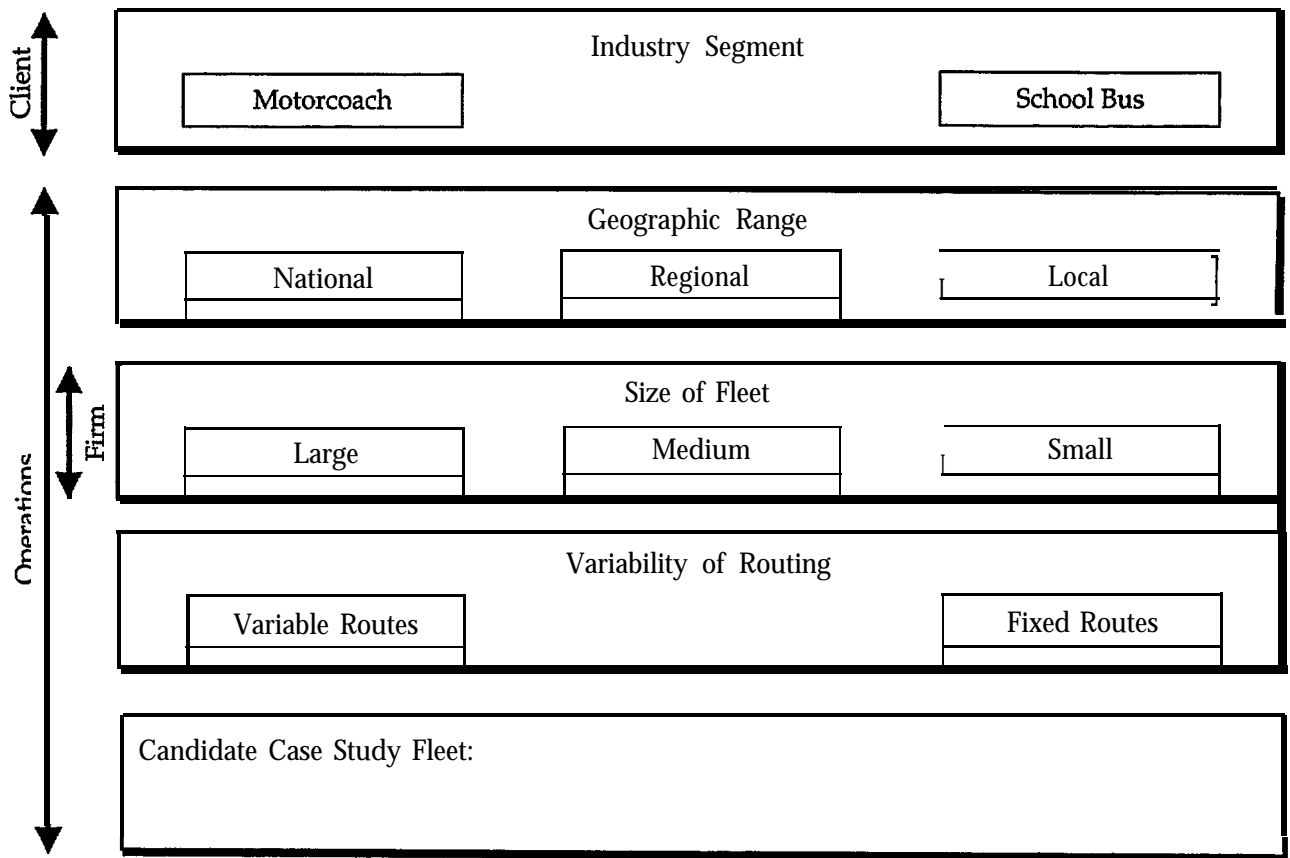 Client
Industry Segment
Motorcoach
School Bus
Geographic Range
National
Regional
Local
Operations
Firm
Size of Fleet
Large
Medium
Small
Variability of Routing
Variable Routes
Fixed Routes
Candidate Case Study Fleet: